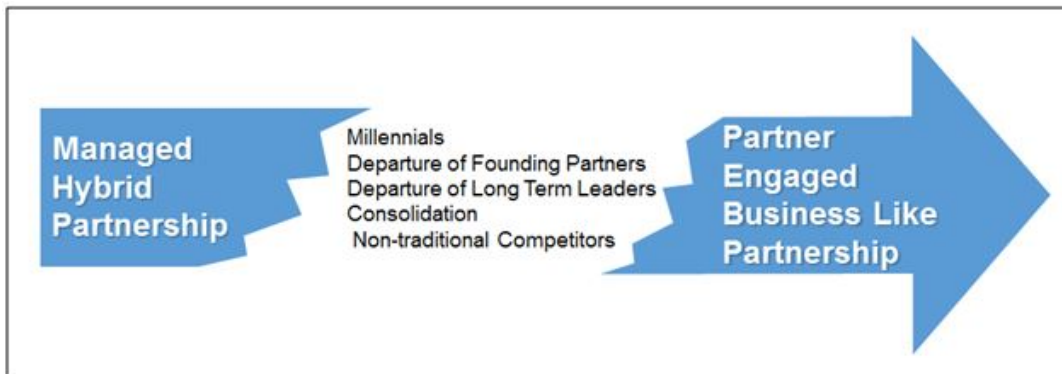 Managed
Hybrid
Partnership
Millennials
Departure of Founding Partners
Departure of Long Term Leaders
Consolidation
Non-traditional Competitors
Partner
Engaged
Business Like
Partnership